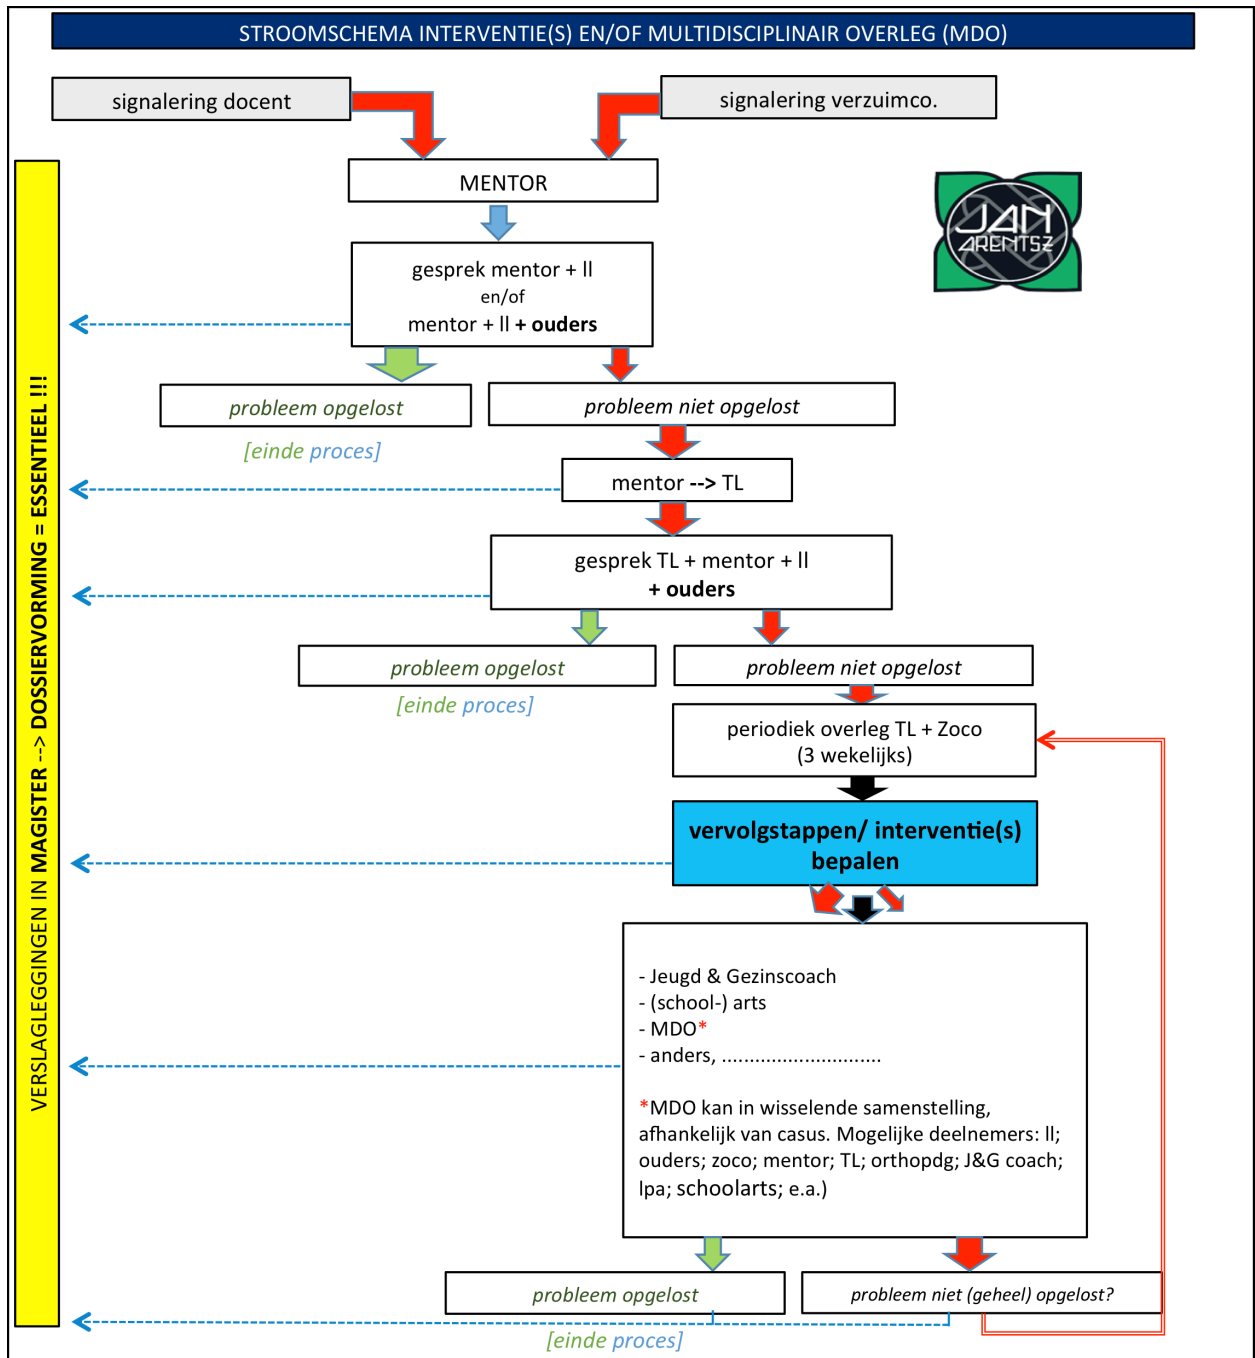 STROOMSCHEMA INTERVENTIE(S) EN/OF MULTIDISCIPLINAIR OVERLEG (MDO)
signalering docent
signalering verzuimco.
MENTOR
JAN
ARENTSZ
gesprek mentor + ll
en/of
mentor + ll + ouders
probleem opgelost
probleem niet opgelost
[einde proces]
mentor --> TL
gesprek TL + mentor + ll
+ ouders
probleem opgelost
probleem niet opgelost
[einde proces]
periodiek overleg TL + Zoco
(3 wekelijks)
vervolgstappen/ interventie(s)
bepalen
- Jeugd & Gezinscoach
- (school-) arts
- MDO*
- anders, .............................
*MDO kan in wisselende samenstelling,
afhankelijk van casus. Mogelijke deelnemers: ll;
ouders; zoco; mentor; TL; orthopdg; J&G coach;
lpa; schoolarts; e.a.)
probleem opgelost
probleem niet (geheel) opgelost?
[einde proces]
VERSLAGLEGGINGEN IN MAGISTER --> DOSSIERVORMING = ESSENTIEEL !!!